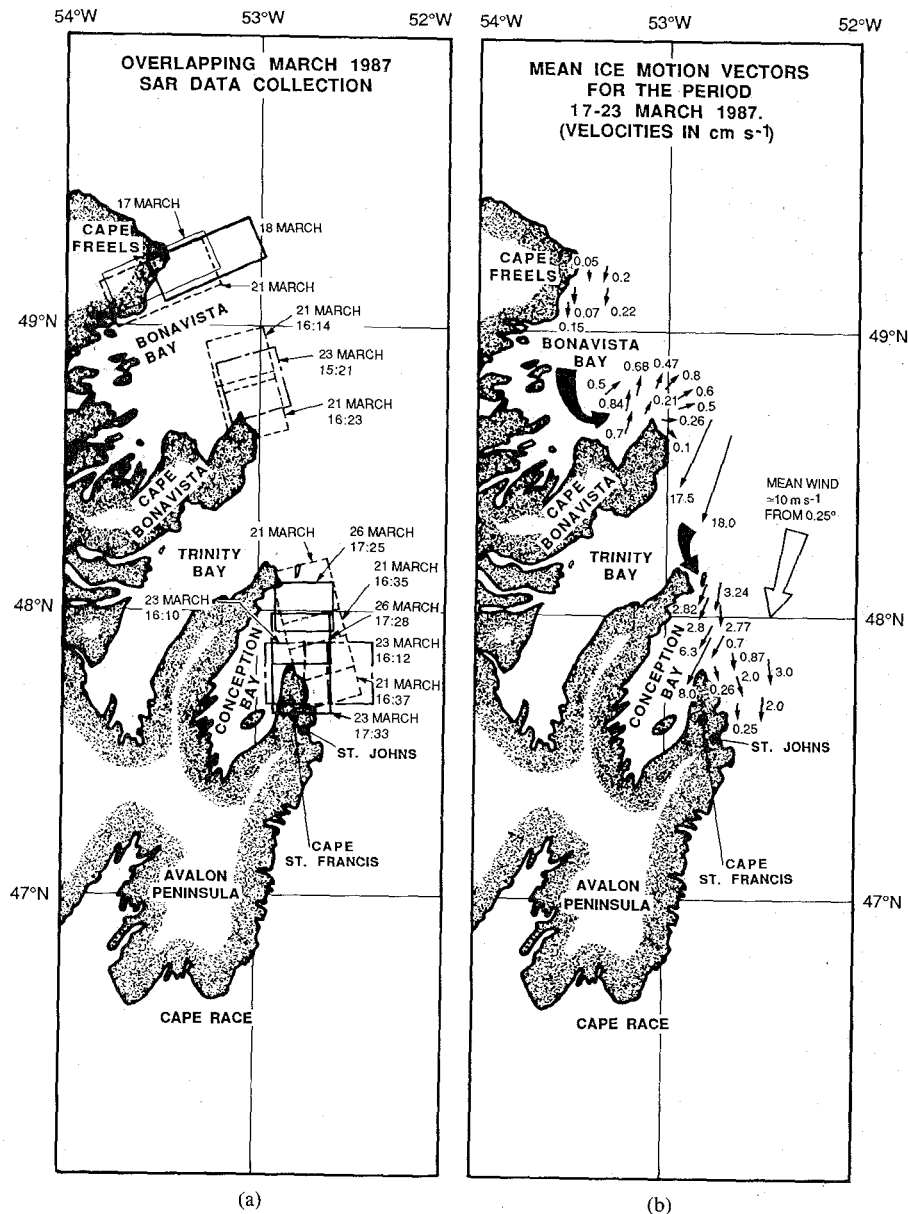 54°W
53°W
52°W
OVERLAPPING MARCH 1987
SAR DATA COLLECTION
17 MARCH
CAPE
FREELS
18 MARCH
21 MARCH
49°N
BONAVISTA
BAY
21 MARCH
16:14
23 MARCH
15:21
21 MARCH
16:23
CAPE
BONAVISTA
TRINITY
BAY
21 MARCH
26 MARCH
17:25
21 MARCH
16:35
48°N
23 MARCH
16:10
26 MARCH
17:28
23 MARCH
16:12
CONCEPTION
BAY
21 MARCH
16:37
23 MARCH
17:33
ST. JOHNS
CAPE
ST. FRANCIS
47°N
AVALON
PENINSULA
CAPE RACE
(a)
54°W
53°W
52°W
MEAN ICE MOTION VECTORS
FOR THE PERIOD
17-23 MARCH 1987.
(VELOCITIES IN cm s-1)
CAPE
FREELS
0.05
0.2
0.07
0.22
0.15
49°N
BONAVISTA
BAY
0.68
0.47
0.8
0.5
0.6
0.84
0.21
0.5
0.26
0.7
0.1
CAPE
BONAVISTA
17.5
18.0
MEAN WIND
≃10 m s-1
FROM 0.25°
TRINITY
BAY
3.24
2.82
48°N
2.8
2.77
6.3
0.7
0.87
CONCEPTION
BAY
2.0
3.0
8.0
0.26
2.0
0.25
ST. JOHNS
CAPE
ST. FRANCIS
47°N
AVALON
PENINSULA
CAPE RACE
(b)